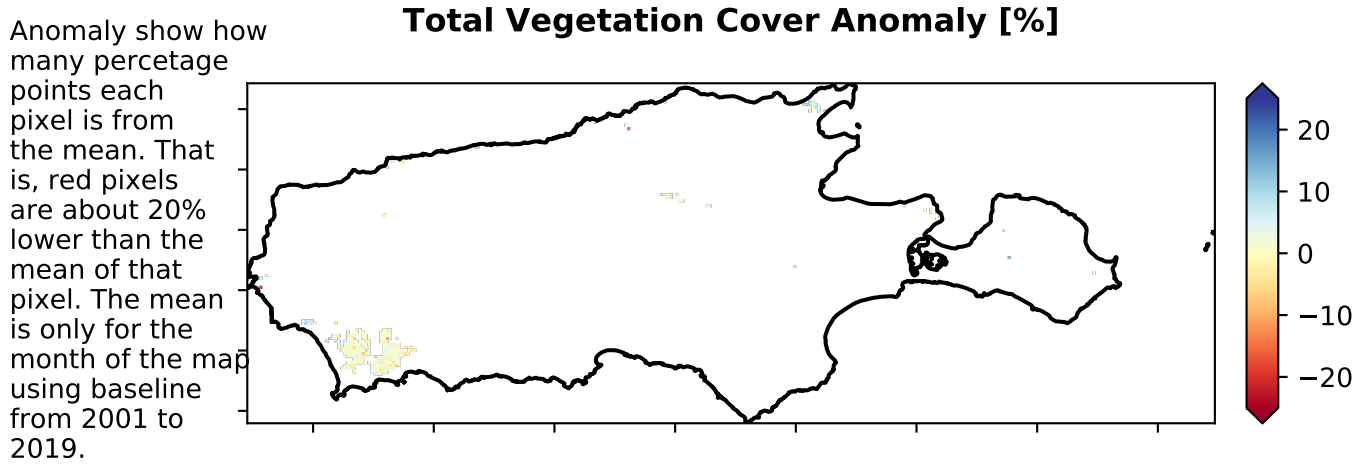 Total Vegetation Cover Anomaly [%]
Anomaly show how
many percetage
points each
pixel is from
the mean. That
is, red pixels
are about 20%
lower than the
mean of that
pixel. The mean
is only for the
month of the map
using baseline
from 2001 to
2019.
20
10
0
−10
−20